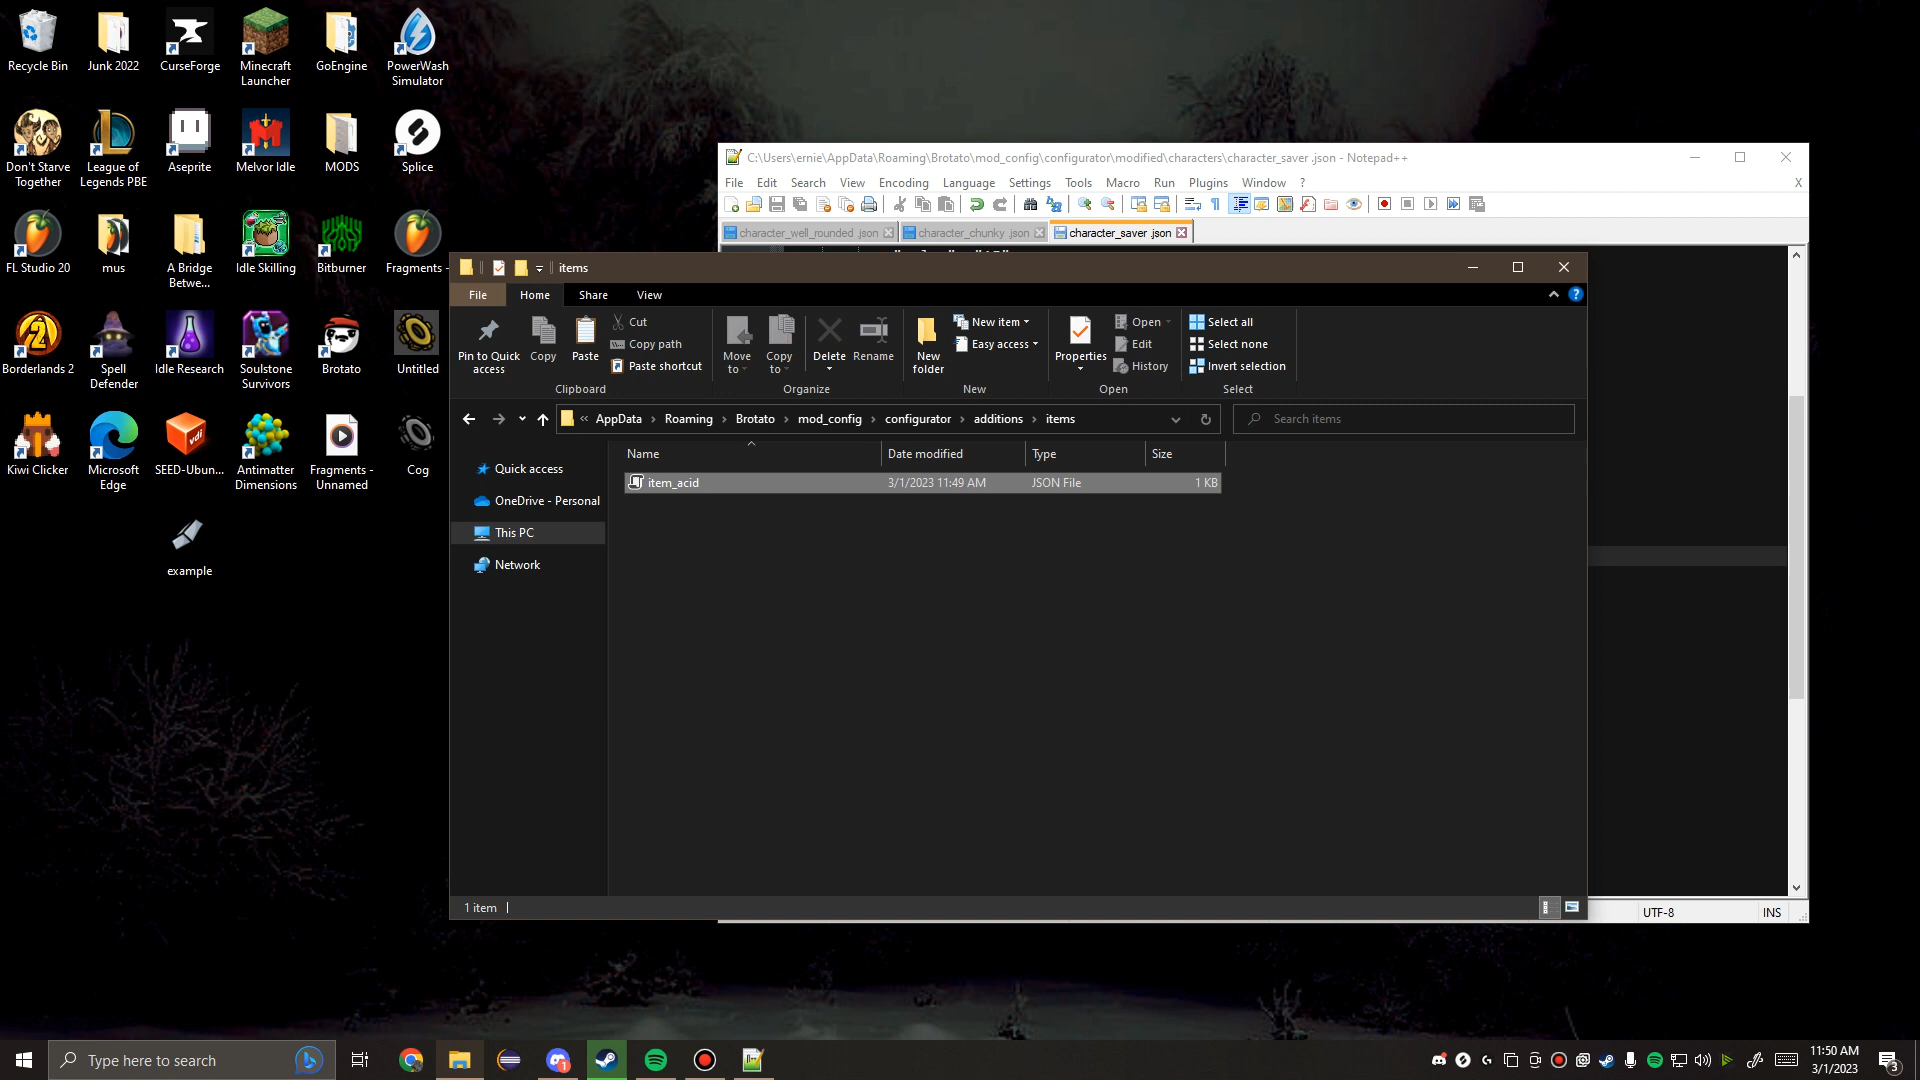 Recycle Bin
Junk 2022
CurseForge
Minecraft
Launcher
GoEngine
PowerWash
Simulator
Don't Starve
Together
League of
Legends PBE
Aseprite
Melvor Idle
MODS
Splice
FL Studio 20
mus
A Bridge
Betwe...
Idle Skilling
Bitburner
Fragments -
Borderlands 2
Spell
Defender
Idle Research
Soulstone
Survivors
Brotato
Untitled
Kiwi Clicker
Microsoft
Edge
SEED-Ubun...
Antimatter
Dimensions
Fragments -
Unnamed
Cog
example
C:\Users\ernie\AppData\Roaming\Brotato\mod_config\configurator\modified\characters\character_saver .json - Notepad++
File Edit Search View Encoding Language Settings Tools Macro Run Plugins Window ? X
character_well_rounded .json character_chunky .json character_saver .json
items
File Home Share View
Pin to Quick
access
Copy
Paste
Cut
Copy path
Paste shortcut
Clipboard
Move
to
Copy
to
Delete
Rename
Organize
New
folder
New item
Easy access
New
Properties
Open
Edit
History
Open
Select all
Select none
Invert selection
Select
« AppData › Roaming › Brotato › mod_config › configurator › additions › items
Search items
Name Date modified Type Size
item_acid 3/1/2023 11:49 AM JSON File 1 KB
Quick access
OneDrive - Personal
This PC
Network
1 item
UTF-8 INS
Type here to search
1
11:50 AM
3/1/2023
3